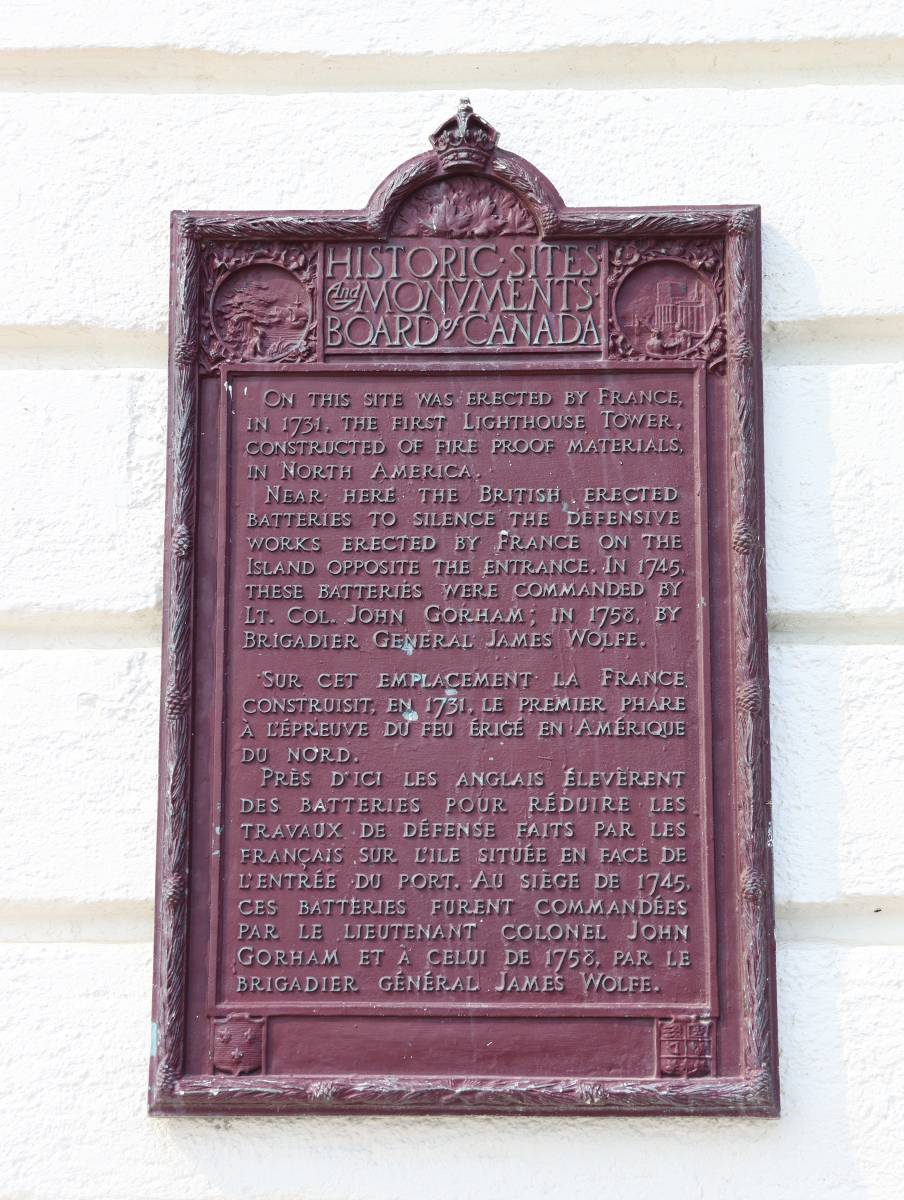 HISTORIC·SITES
and MONVMENTS·
BOARD of CANADA
ON THIS SITE WAS ERECTED BY FRANCE,
IN 1731, THE FIRST LIGHTHOUSE TOWER,
CONSTRUCTED OF FIRE PROOF MATERIALS,
IN NORTH AMERICA.
NEAR HERE THE BRITISH ERECTED
BATTERIES TO SILENCE THE DEFENSIVE
WORKS ERECTED BY FRANCE ON THE
ISLAND OPPOSITE THE ENTRANCE. IN 1745,
THESE BATTERIES WERE COMMANDED BY
LT. COL. JOHN GORHAM; IN 1758, BY
BRIGADIER GENERAL JAMES WOLFE.
SUR CET EMPLACEMENT LA FRANCE
CONSTRUISIT, EN 1731, LE PREMIER PHARE
À L'ÉPREUVE DU FEU ÉRIGÉ EN AMÉRIQUE
DU NORD.
PRÈS D'ICI LES ANGLAIS ÉLEVÈRENT
DES BATTERIES POUR RÉDUIRE LES
TRAVAUX DE DÉFENSE FAITS PAR LES
FRANÇAIS SUR L'ILE SITUÉE EN FACE DE
L'ENTRÉE DU PORT. AU SIÈGE DE 1745,
CES BATTERIES FURENT COMMANDÉES
PAR LE LIEUTENANT COLONEL JOHN
GORHAM ET À CELUI DE 1758, PAR LE
BRIGADIER GÉNÉRAL JAMES WOLFE.